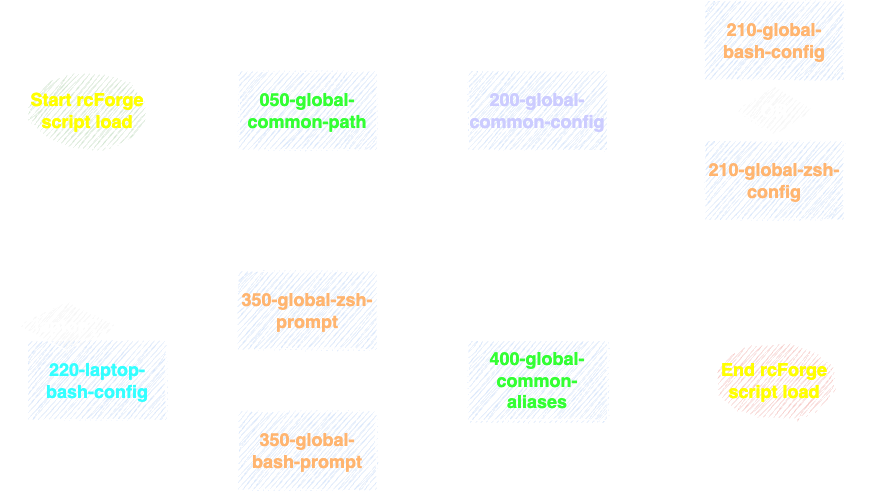 210-global-
bash-config
Start rcForge
script load
050-global-
common-path
200-global-
common-config
210-global-zsh-
config
350-global-zsh-
prompt
220-laptop-
bash-config
400-global-
common-
aliases
End rcForge
script load
350-global-
bash-prompt